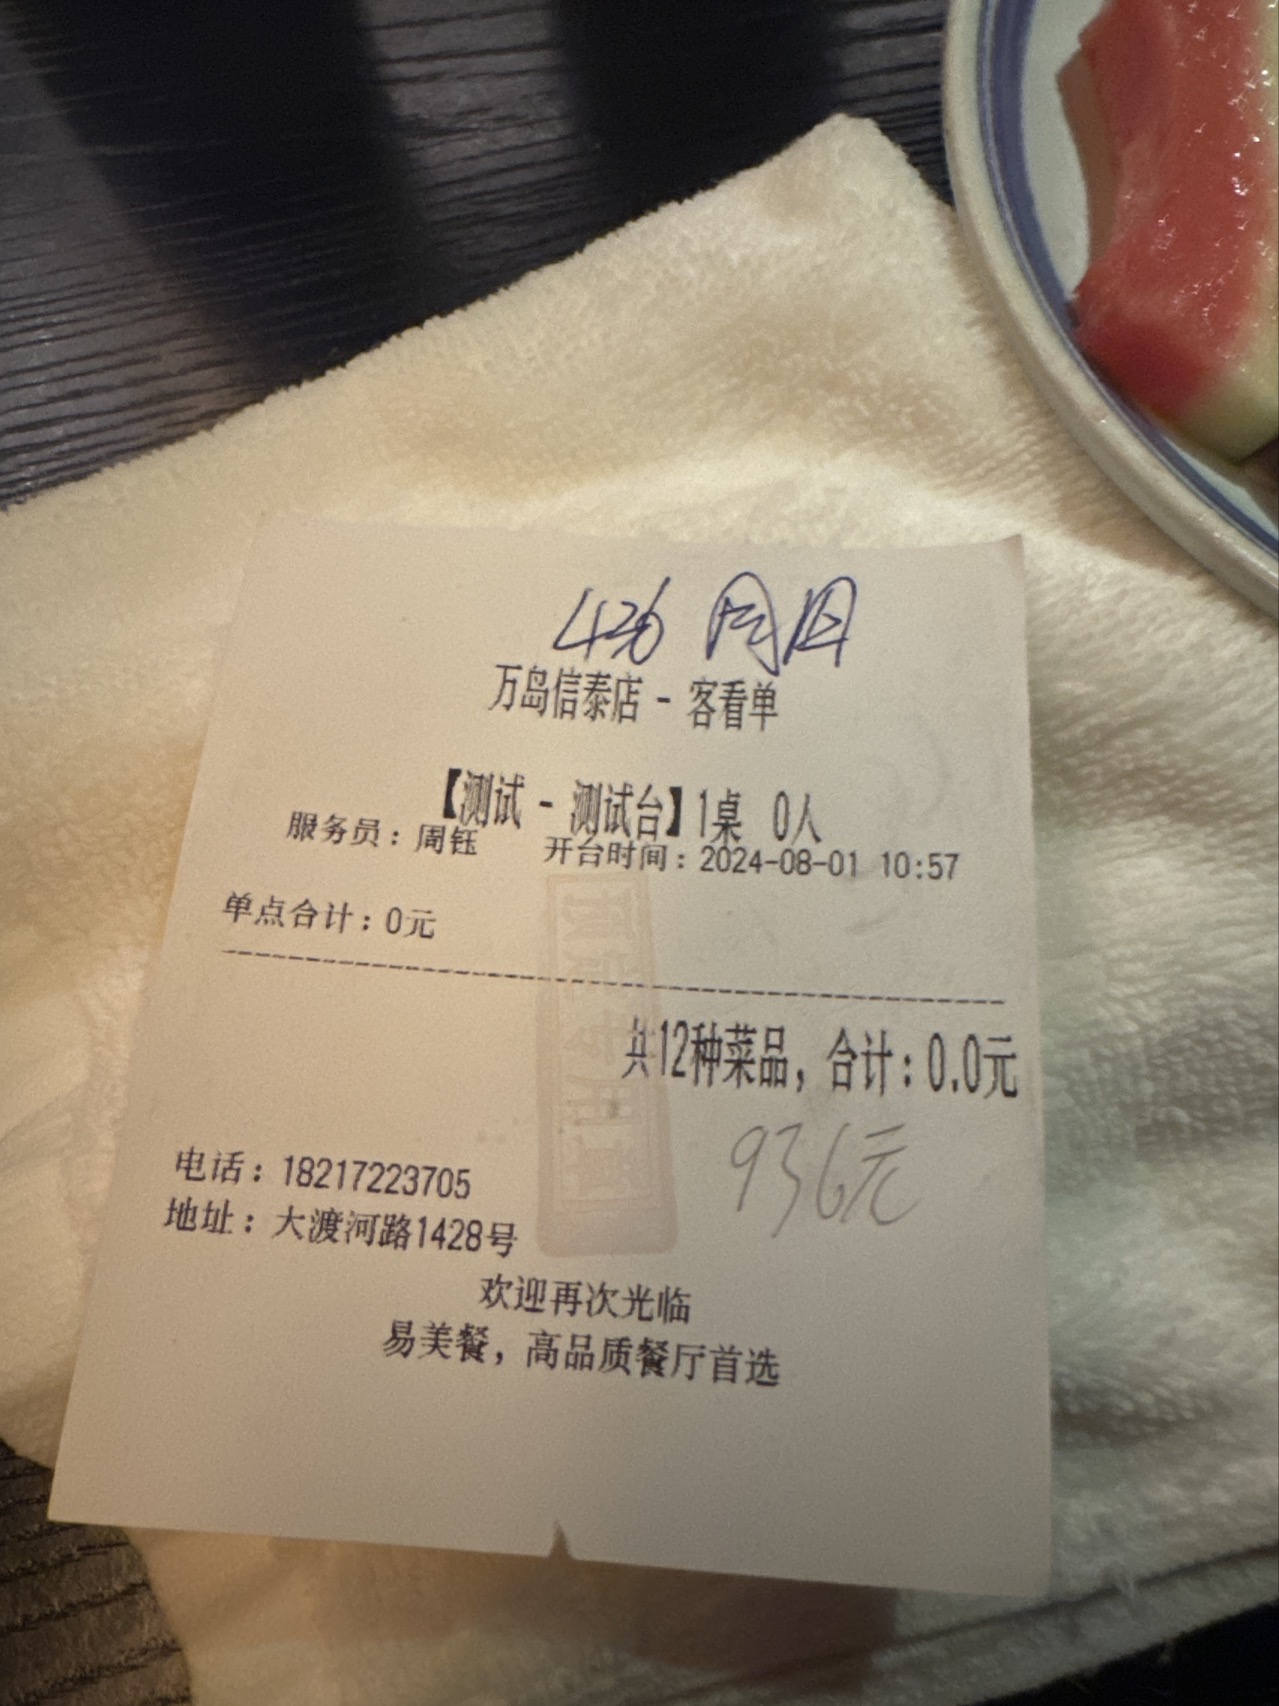 426
万岛信泰店 - 客看单
【测试 - 测试台】1桌 0人
服务员：周钰 开台时间：2024-08-01 10:57
单点合计：0元
共12种菜品，合计：0.0元
936元
电话：18217223705
地址：大渡河路1428号
欢迎再次光临
易美餐，高品质餐厅首选